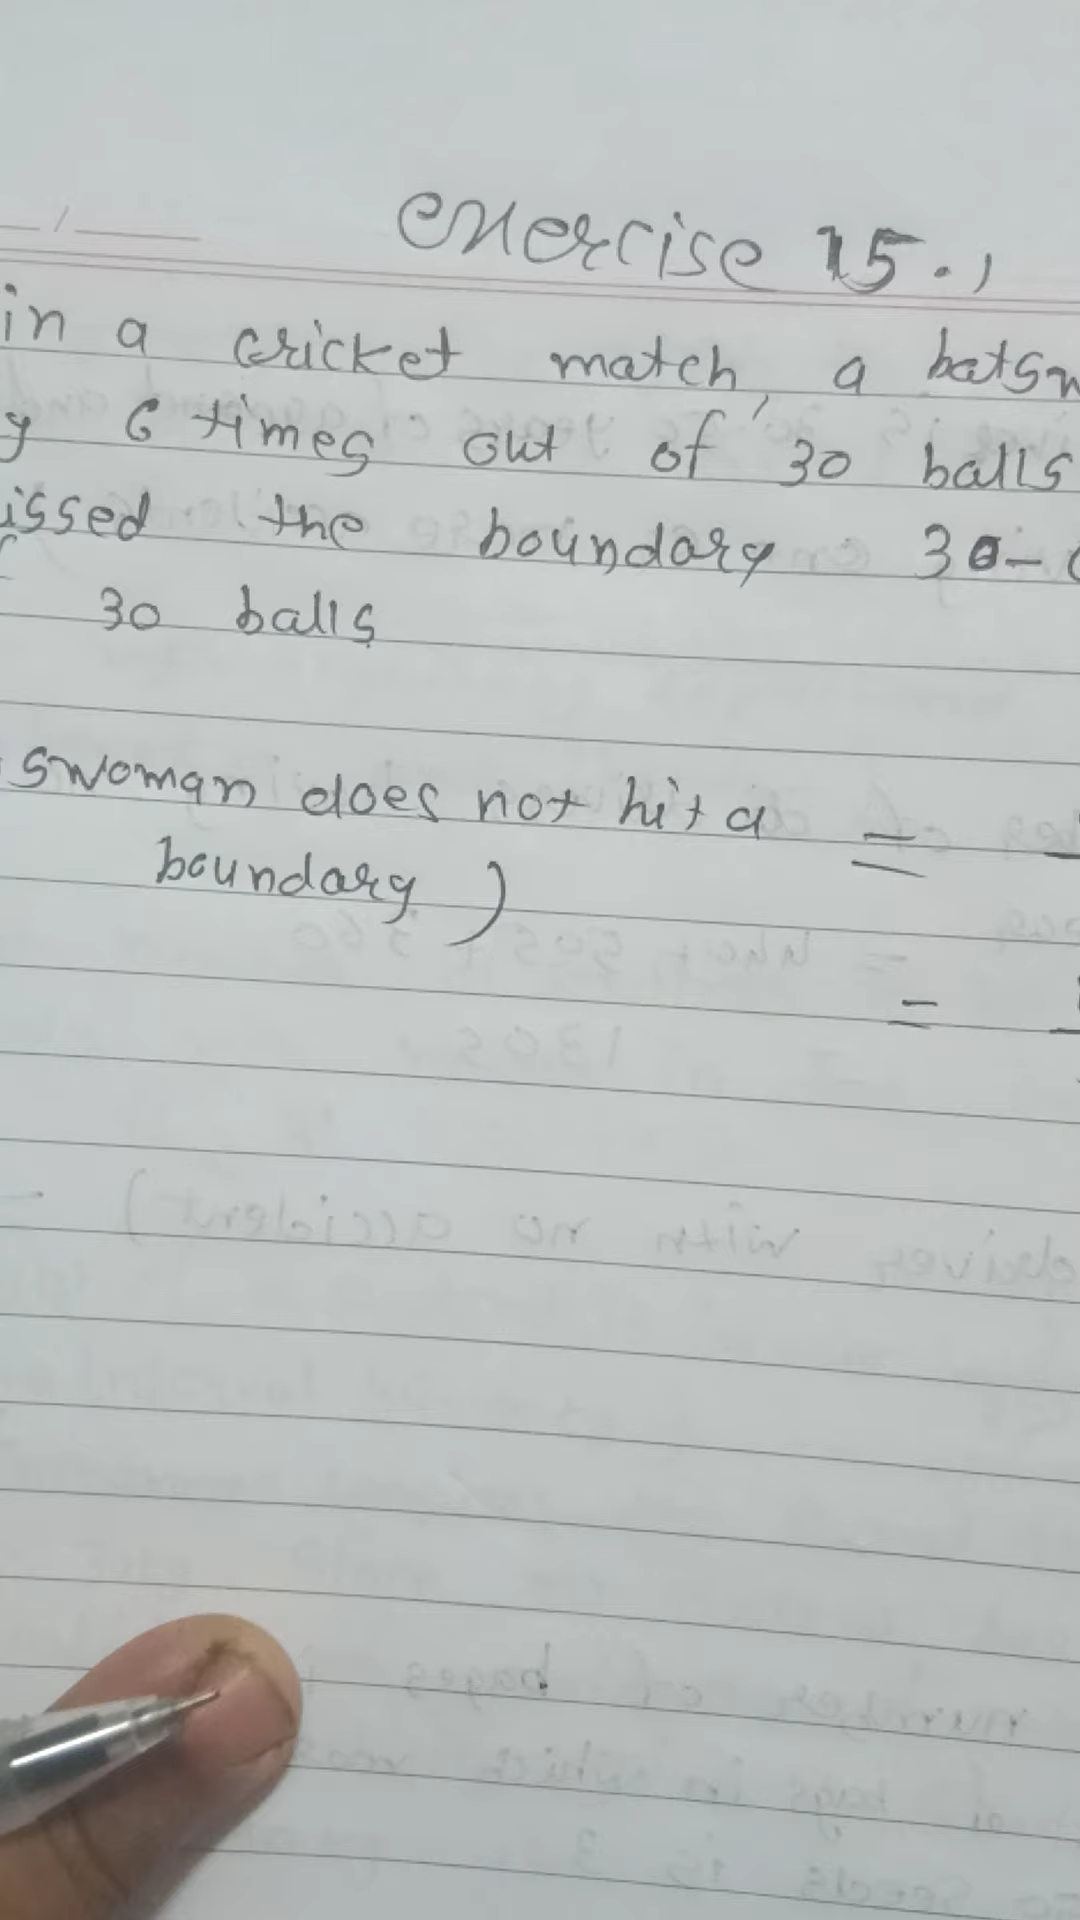 exercise 15.1
in a cricket match, a batsm
y 6 times out of 30 balls
issed the boundary 30-
30 balls
swoman does not hit a =
boundary )
=